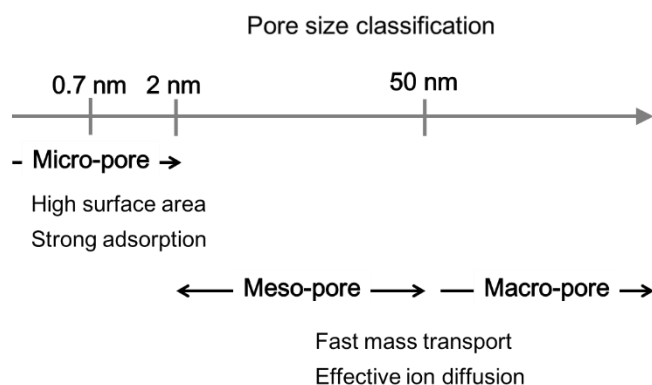 Pore size classification
0.7 nm 2 nm 50 nm
Micro-pore
High surface area
Strong adsorption
Meso-pore Macro-pore
Fast mass transport
Effective ion diffusion